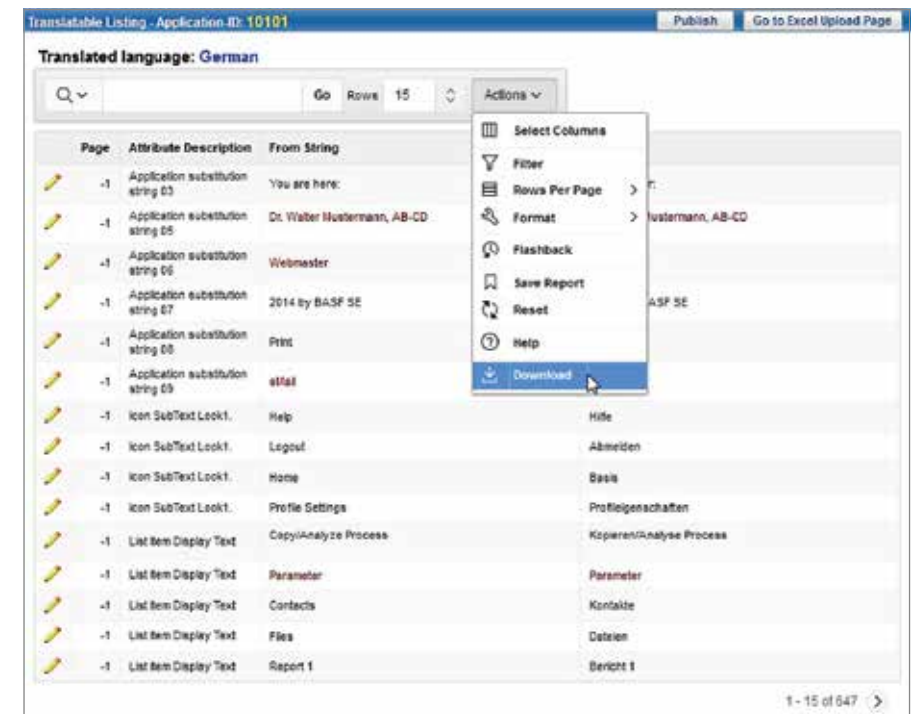 Translatable Listing - Application-ID: 10101 Publish Go to Excel Upload Page
Translated language: German
Go Rows 15 Actions
Select Columns
Filter
Rows Per Page
Format
Flashback
Save Report
Reset
Help
Download
Page Attribute Description From String
-1 Application substitution string 03 You are here:
-1 Application substitution string 05 Dr. Walter Mustermann, AB-CD Mustermann, AB-CD
-1 Application substitution string 06 Webmaster
-1 Application substitution string 07 2014 by BASF SE ASF SE
-1 Application substitution string 08 Print
-1 Application substitution string 09
-1 Icon SubText Look1. Help Hilfe
-1 Icon SubText Look1. Logout Abmelden
-1 Icon SubText Look1. Home Basis
-1 Icon SubText Look1. Profile Settings Profileigenschaften
-1 List Item Display Text Copy/Analyze Process Kopieren/Analyse Process
-1 List Item Display Text Parameter Parameter
-1 List Item Display Text Contacts Kontakte
-1 List Item Display Text Files Dateien
-1 List Item Display Text Report 1 Bericht 1
1 - 15 of 647